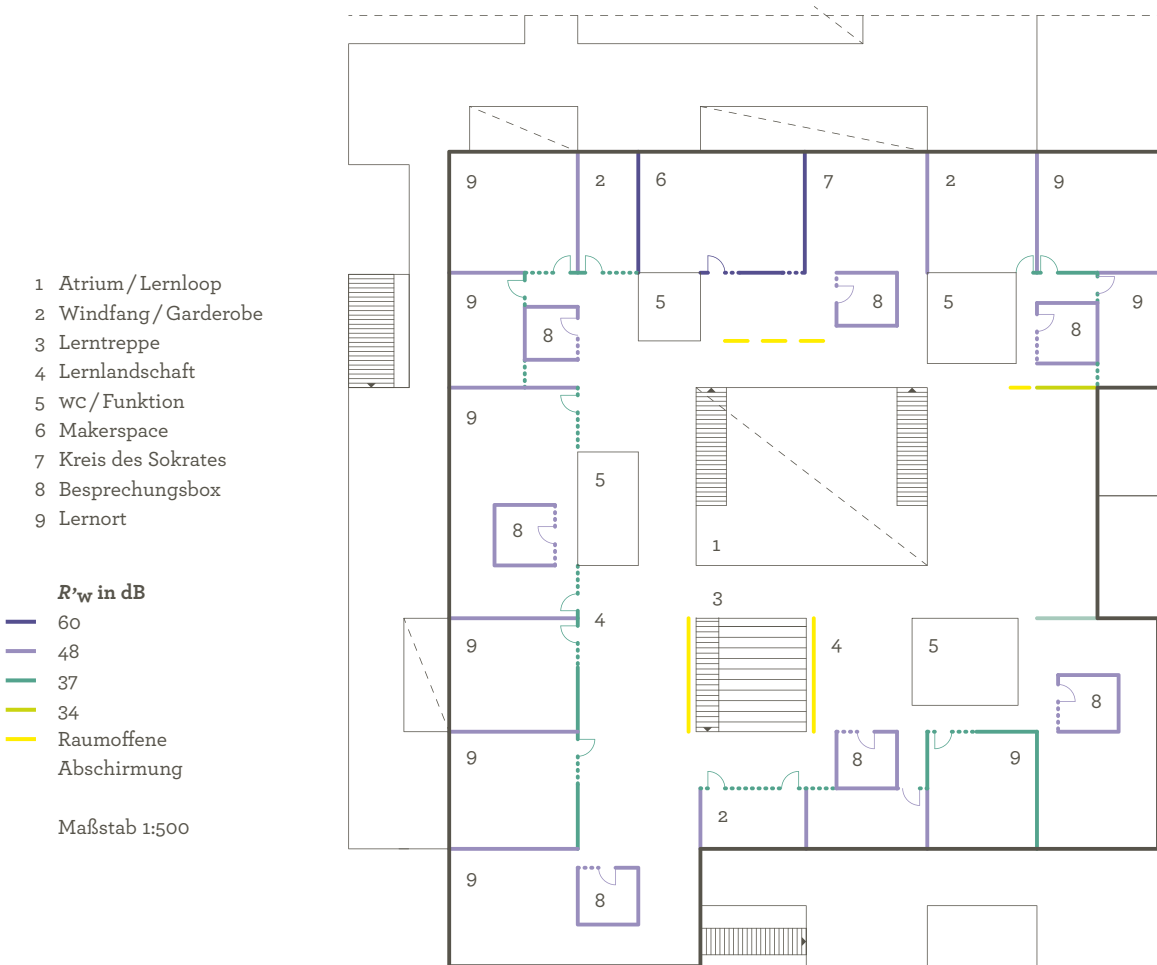 1 Atrium / Lernloop
2 Windfang / Garderobe
3 Lerntreppe
4 Lernlandschaft
5 WC / Funktion
6 Makerspace
7 Kreis des Sokrates
8 Besprechungsbox
9 Lernort
R'w in dB
60
48
37
34
Raumoffene
Abschirmung
Maßstab 1:500
9 2 6 7 2 9
9 5 8 5 9
8 8
9
5
8
1
3
4
9 4 5
8
9 8 9
2
9
8